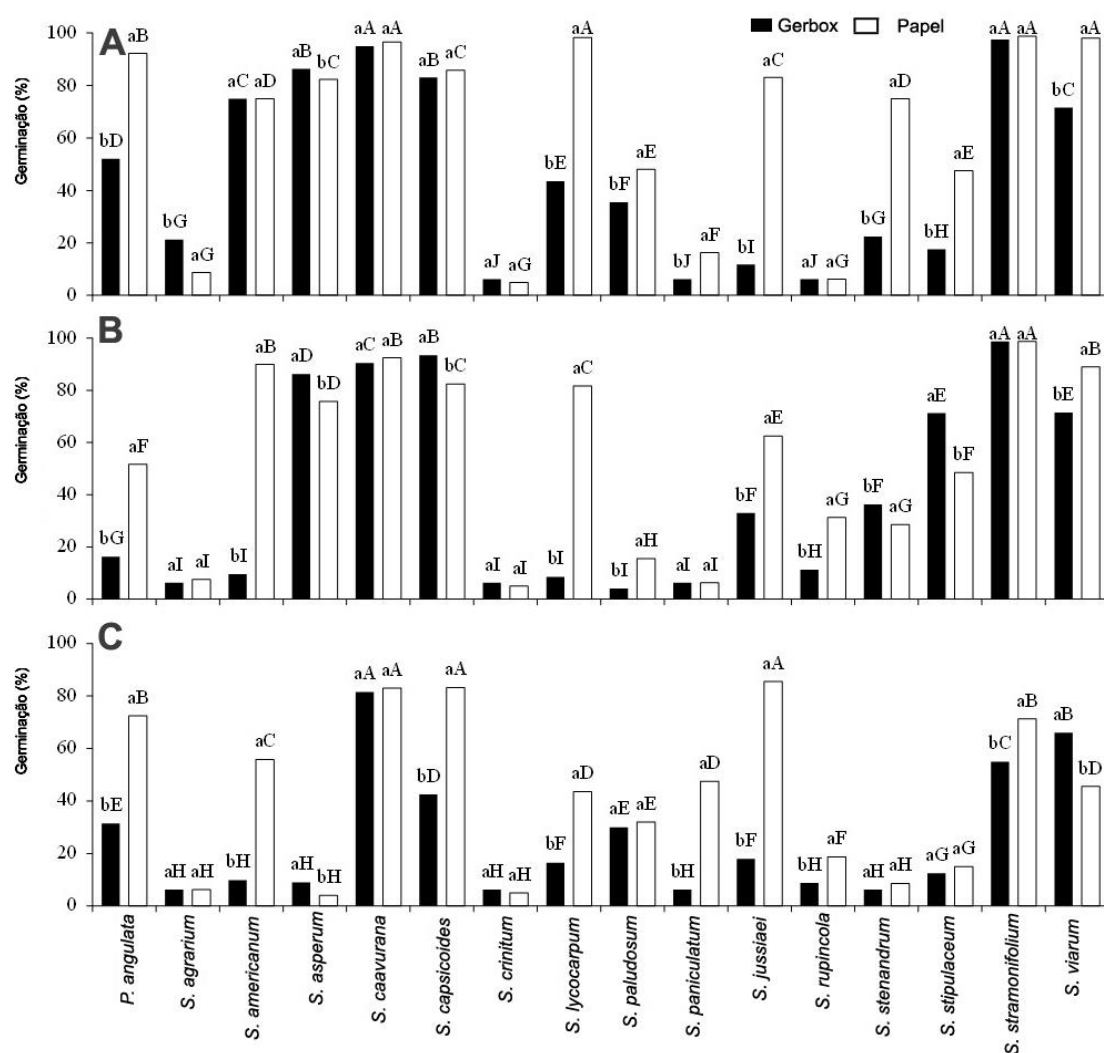 A
Gerbox Papel
Germinação (%)
100
80
60
40
20
0
bD aB bG aG aC aD aB bC aA aA aB aC aJ aG bE aA bF aE bJ aF bI aC aJ aG bG aD bH aE aA aA bC aA
B
Germinação (%)
100
80
60
40
20
0
bG aF aI aI bI aB aD bD aC aB aB bC aI aI bI aC bI aH aI aI bF aE bH aG bF aG aE bF aA aA bE aB
C
Germinação (%)
100
80
60
40
20
0
bE aB aH aH bH aC aH bH aA aA bD aA aH aH bF aD aE aE bH aD bF aA bH aF aH aH aG aG bC aB aB bD
P. angulata
S. agrarium
S. americanum
S. asperum
S. caavurana
S. capsicoides
S. crinitum
S. lycocarpum
S. paludosum
S. paniculatum
S. jussiaei
S. rupincola
S. stenandrum
S. stipulaceum
S. stramonifolium
S. viarum